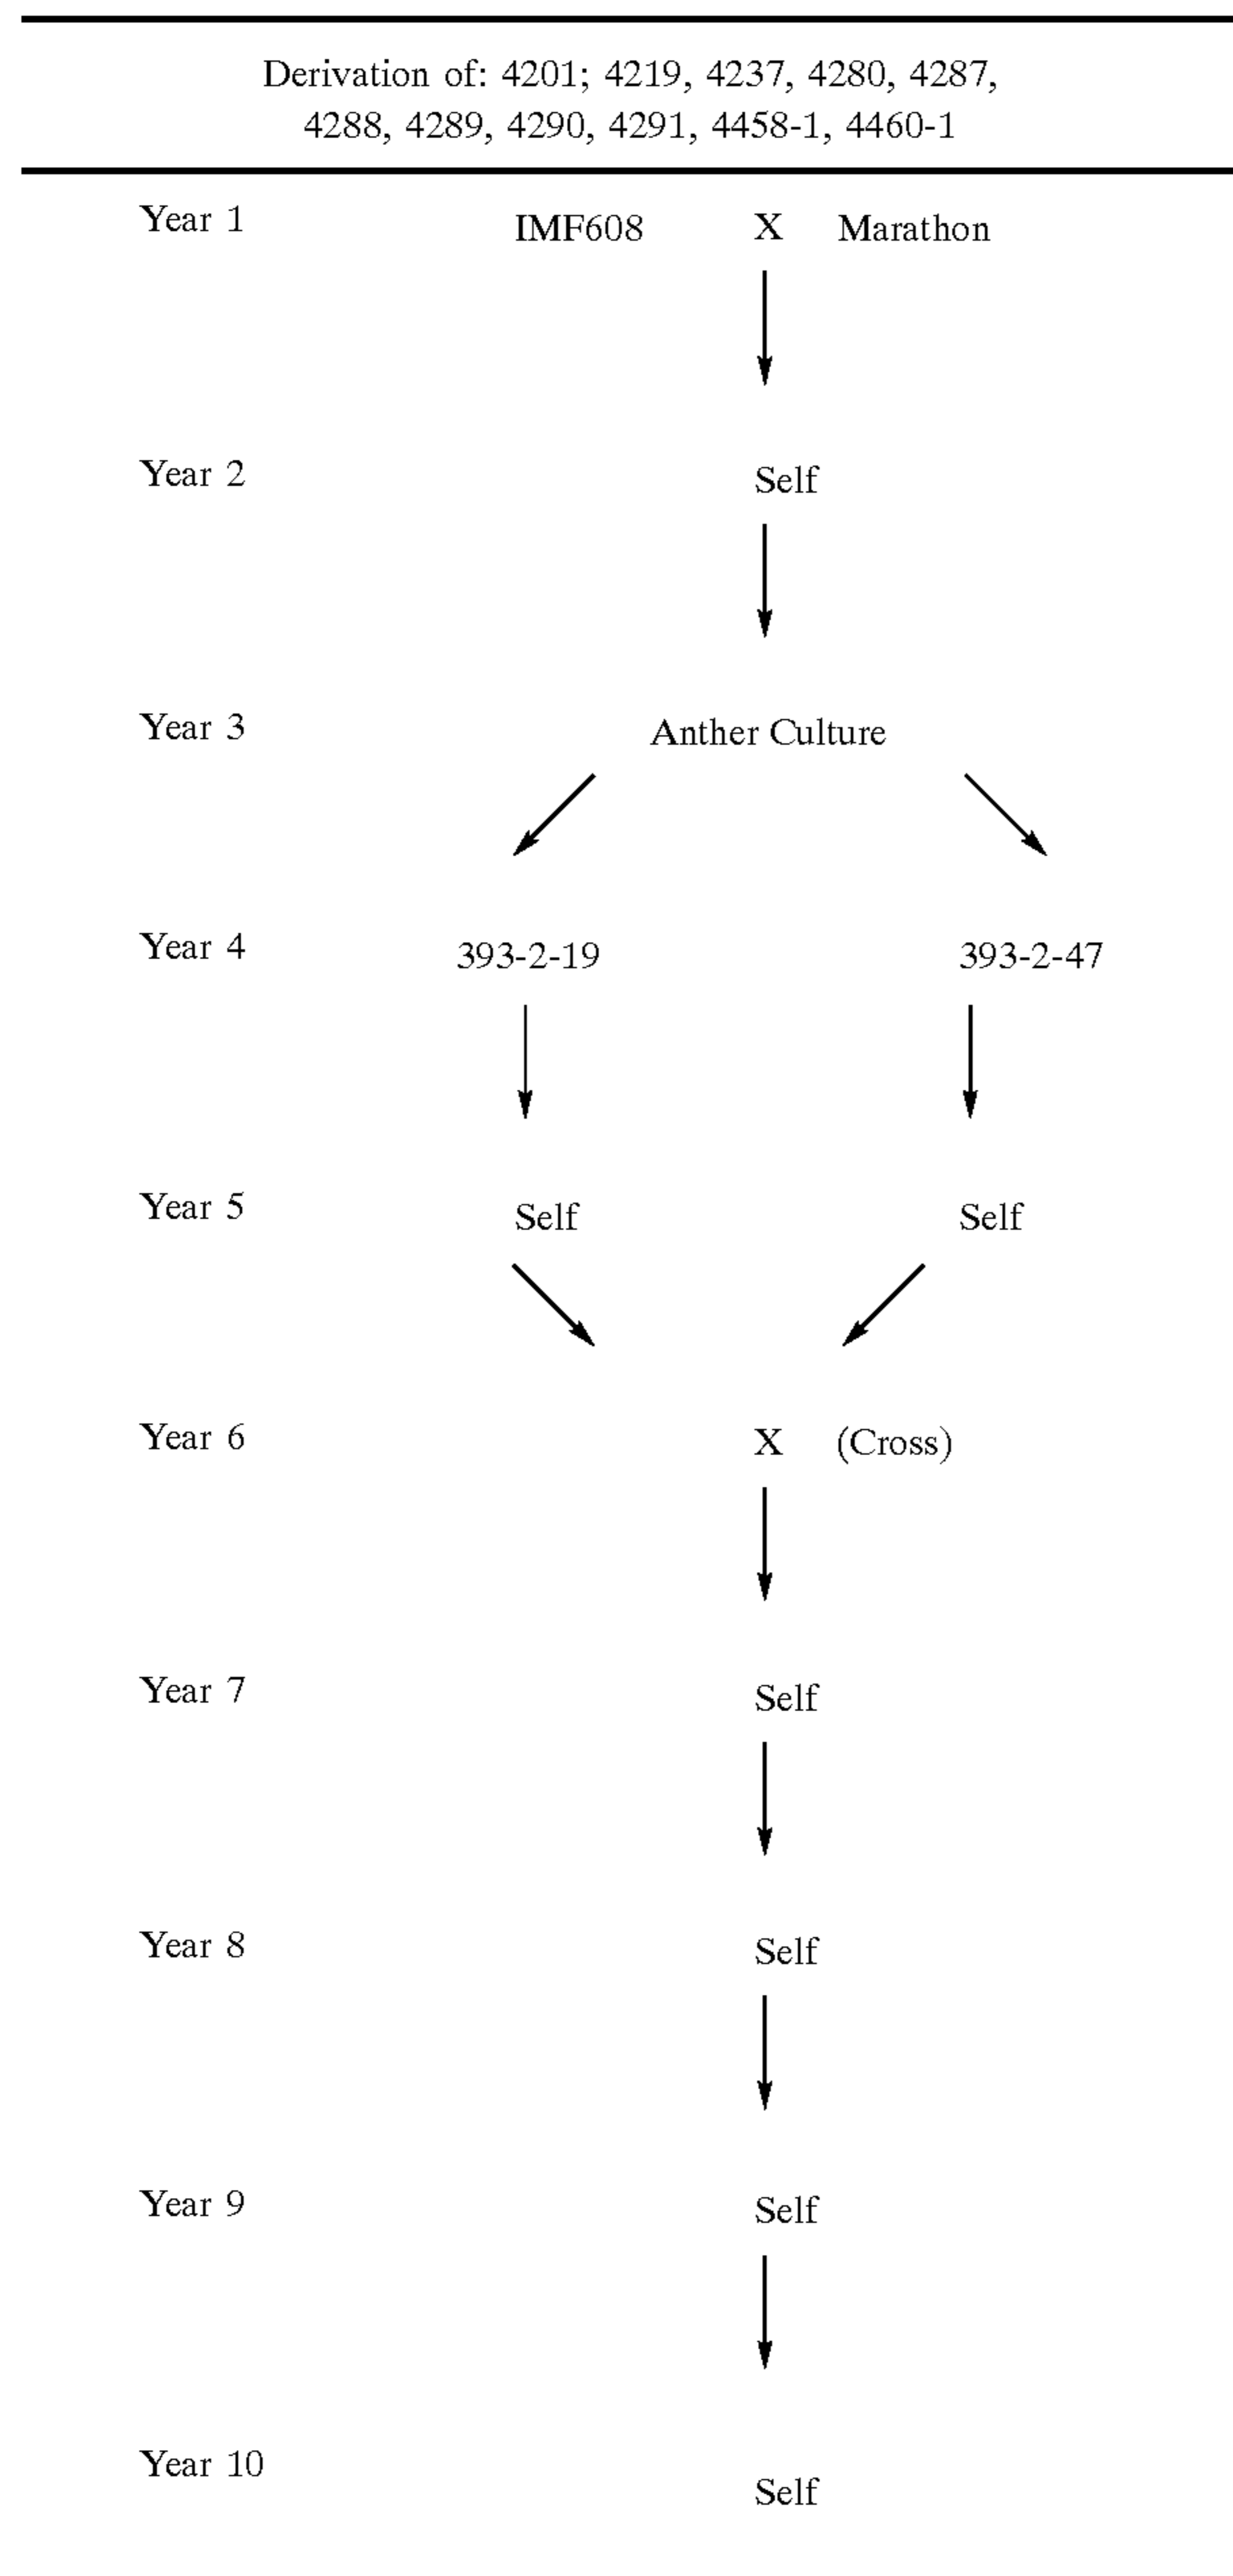 Derivation of: 4201; 4219, 4237, 4280, 4287,
4288, 4289, 4290, 4291, 4458-1, 4460-1
Year 1 IMF608 X Marathon
Year 2 Self
Year 3 Anther Culture
Year 4 393-2-19 393-2-47
Year 5 Self Self
Year 6 X (Cross)
Year 7 Self
Year 8 Self
Year 9 Self
Year 10 Self